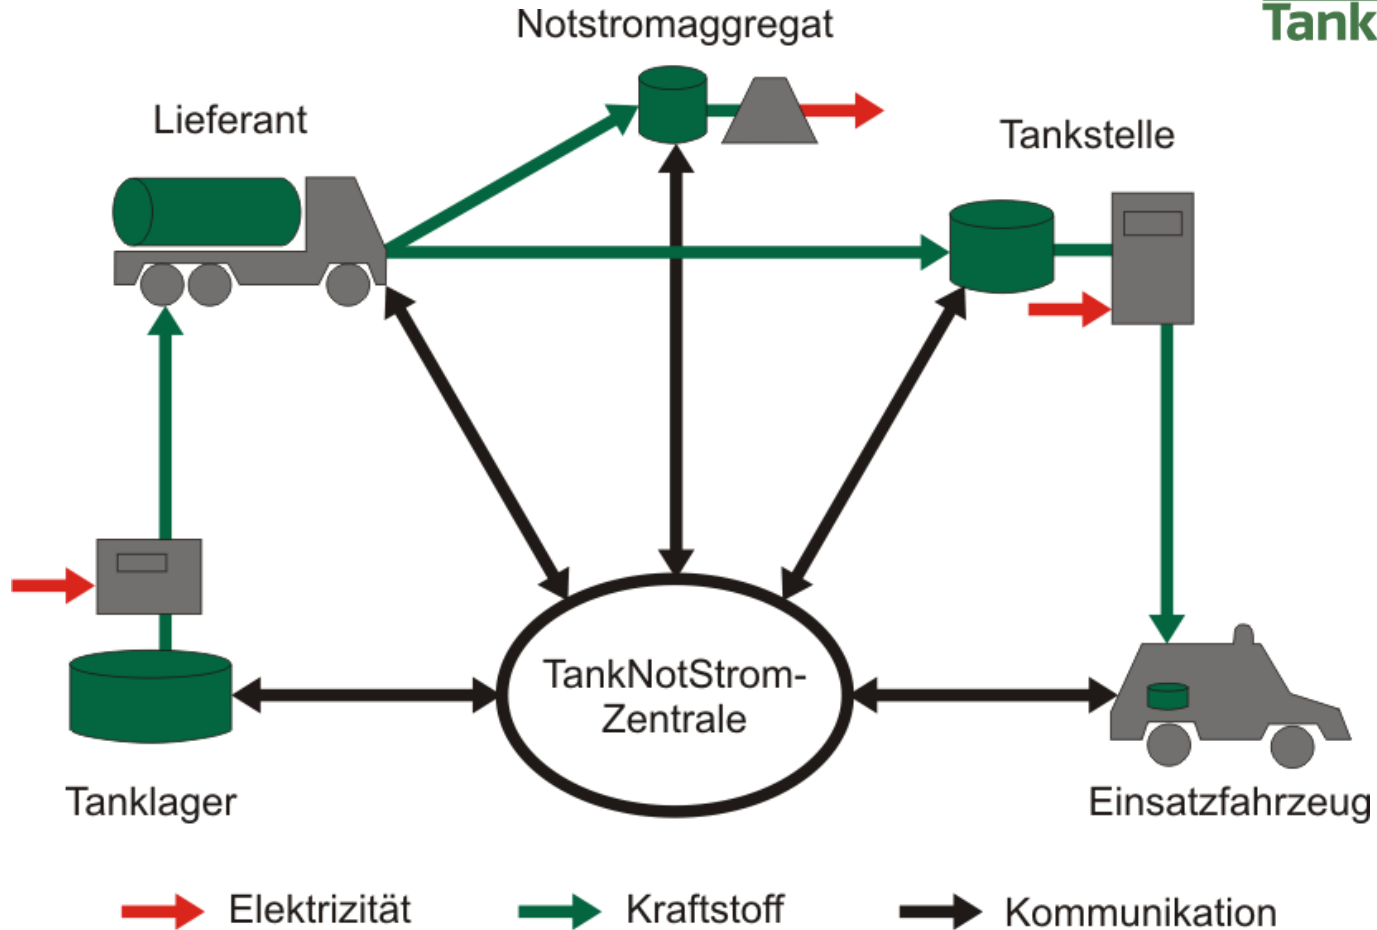 Tank
Notstromaggregat
Lieferant
Tankstelle
TankNotStrom-
Zentrale
Tanklager
Einsatzfahrzeug
Elektrizität
Kraftstoff
Kommunikation